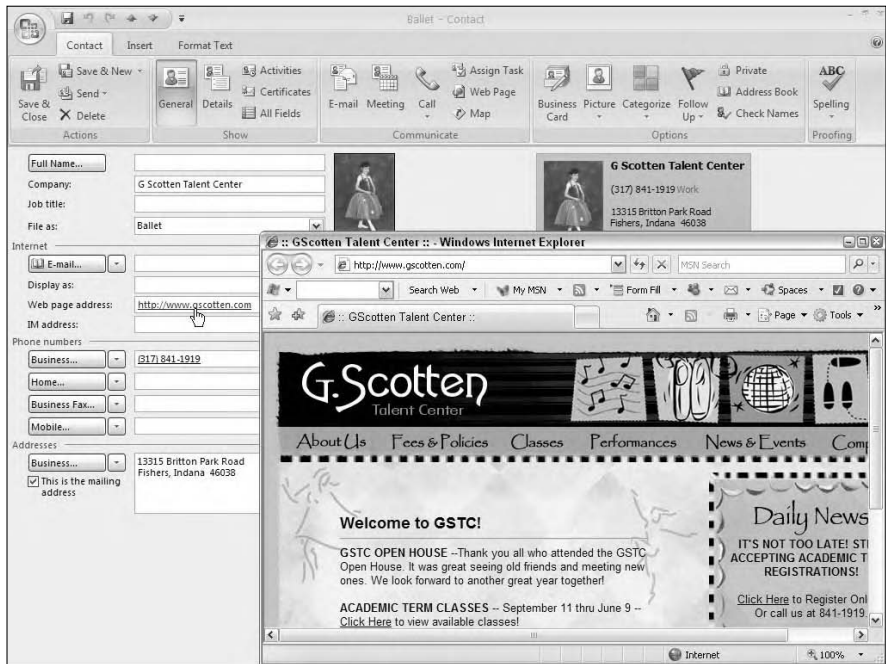 Ballet - Contact
Contact Insert Format Text
Save & Close
Save & New
Send
Delete
Actions
General
Details
Activities
Certificates
All Fields
Show
E-mail
Meeting
Call
Assign Task
Web Page
Map
Communicate
Business Card
Picture
Categorize
Follow Up
Private
Address Book
Check Names
Options
ABC
Spelling
Proofing
Full Name...
Company: G Scotten Talent Center
Job title:
File as: Ballet
Internet
E-mail...
Display as:
Web page address: http://www.gscotten.com
IM address:
Phone numbers
Business... (317) 841-1919
Home...
Business Fax...
Mobile...
Addresses
Business... 13315 Britton Park Road
Fishers, Indana 46038
This is the mailing
address
G Scotten Talent Center
(317) 841-1919 Work
13315 Britton Park Road
Fishers, Indiana 46038
:: GScotten Talent Center :: - Windows Internet Explorer
http://www.gscotten.com/
MSN Search
Search Web My MSN Form Fill Spaces
:: GScotten Talent Center ::
Page Tools
G.Scotten
Talent Center
About Us Fees & Policies Classes Performances News & Events Comp
Welcome to GSTC!
GSTC OPEN HOUSE --Thank you all who attended the GSTC
Open House. It was great seeing old friends and meeting new
ones. We look forward to another great year together!
ACADEMIC TERM CLASSES -- September 11 thru June 9 --
Click Here to view available classes!
Daily News
IT'S NOT TOO LATE! STI
ACCEPTING ACADEMIC T
REGISTRATIONS!
Click Here to Register Onl
Or call us at 841-1919.
Internet
100%